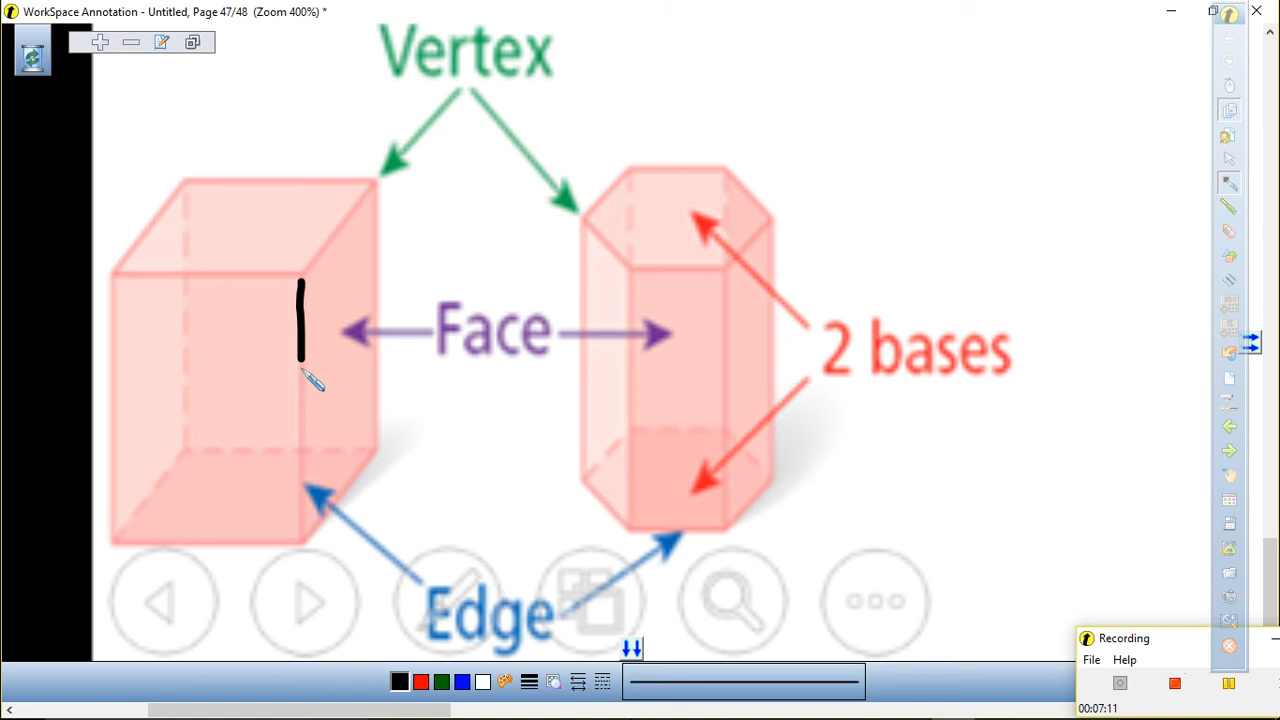 WorkSpace Annotation - Untitled, Page 47/48 (Zoom 400%) *
Vertex
Face
2 bases
Edge
Recording
File Help
00:07:11